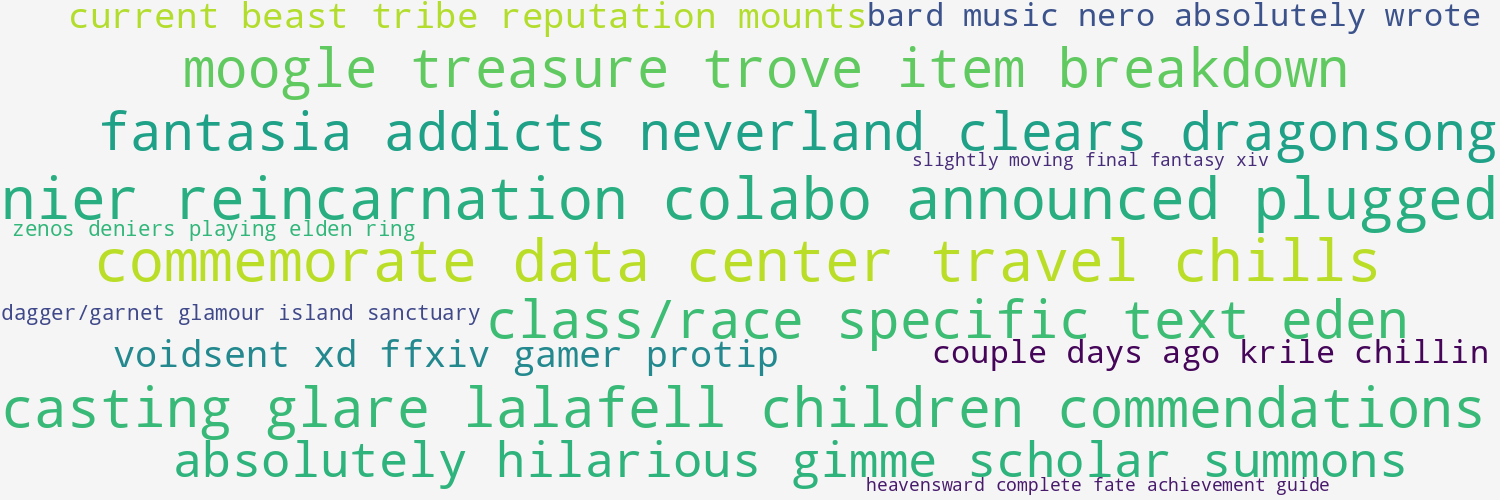 current beast tribe reputation mounts
bard music nero absolutely wrote
moogle treasure trove item breakdown
fantasia addicts neverland clears dragonsong
slightly moving final fantasy xiv
nier reincarnation colabo announced plugged
zenos deniers playing elden ring
commemorate data center travel chills
dagger/garnet glamour island sanctuary
class/race specific text eden
voidsent xd ffxiv gamer protip
couple days ago krile chillin
casting glare lalafell children commendations
absolutely hilarious gimme scholar summons
heavensward complete fate achievement guide